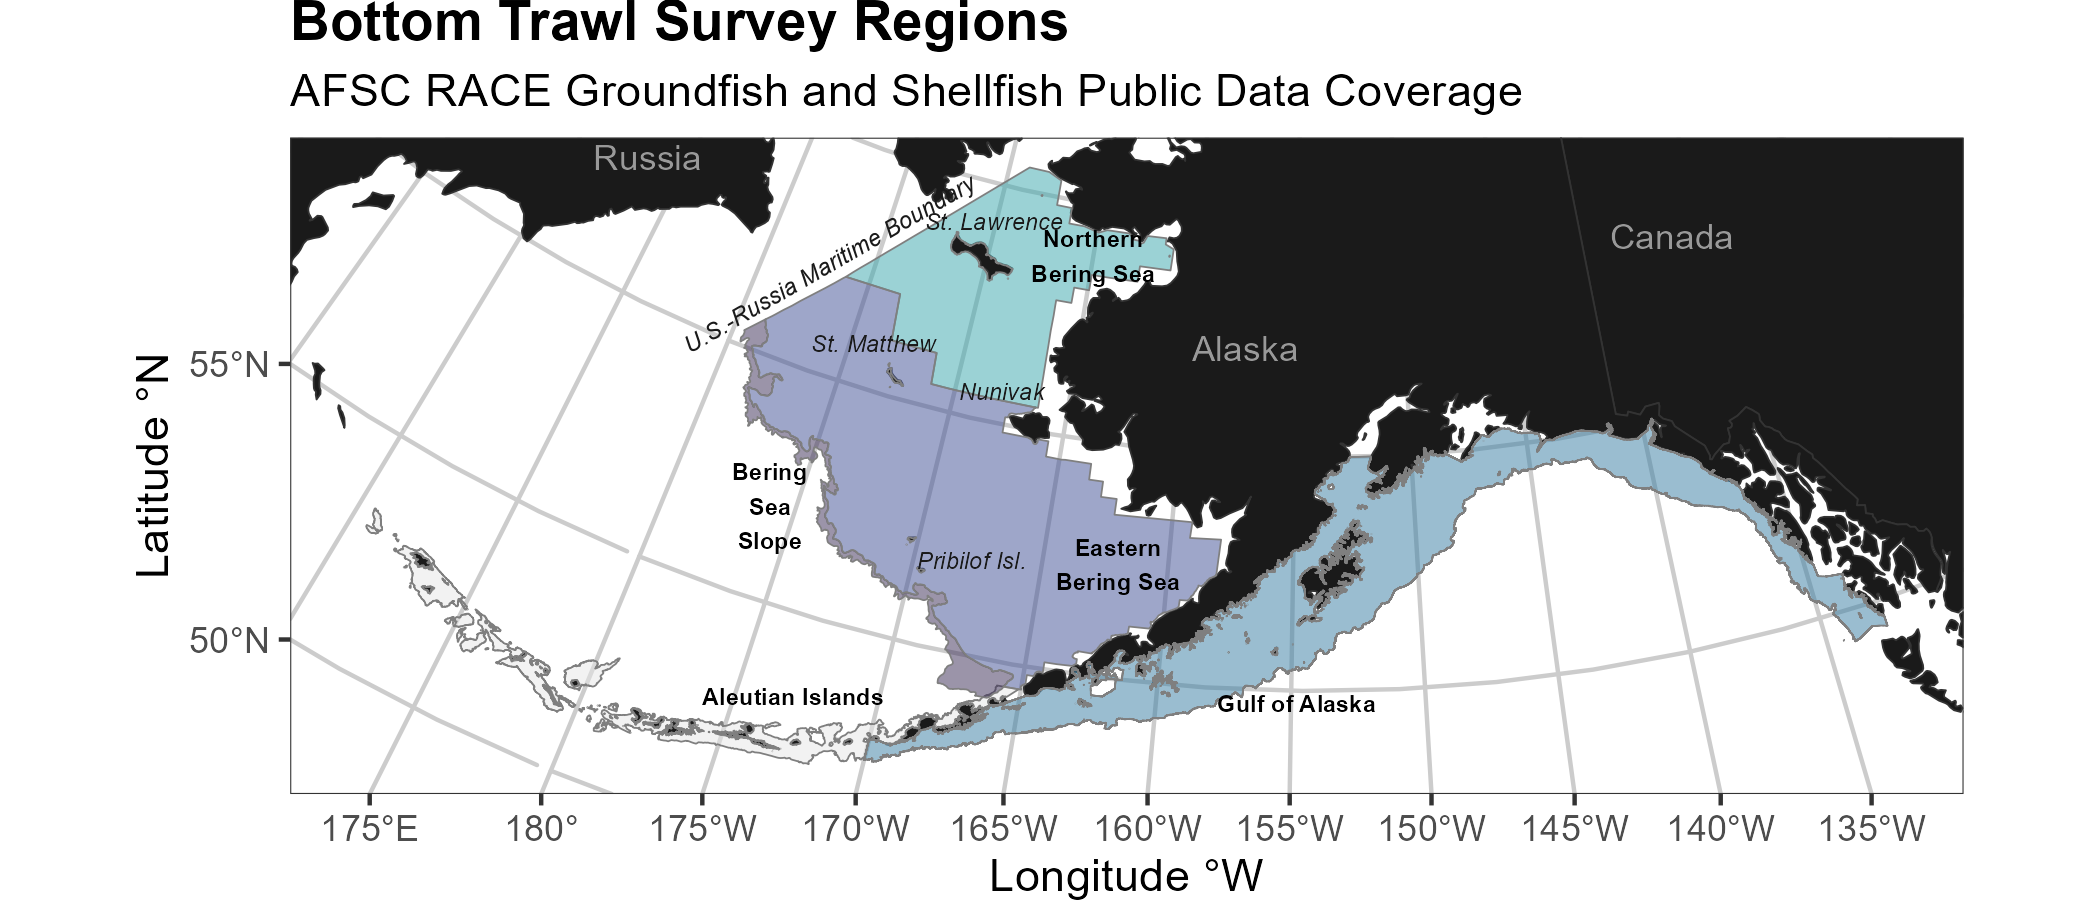 Bottom Trawl Survey Regions
AFSC RACE Groundfish and Shellfish Public Data Coverage
Russia
U.S.-Russia Maritime Boundary
St. Lawrence
Northern
Bering Sea
Canada
Alaska
St. Matthew
Nunivak
Bering
Sea
Slope
Pribilof Isl.
Eastern
Bering Sea
Aleutian Islands
Gulf of Alaska
55°N
50°N
Latitude °N
175°E
180°
175°W
170°W
165°W
160°W
155°W
150°W
145°W
140°W
135°W
Longitude °W